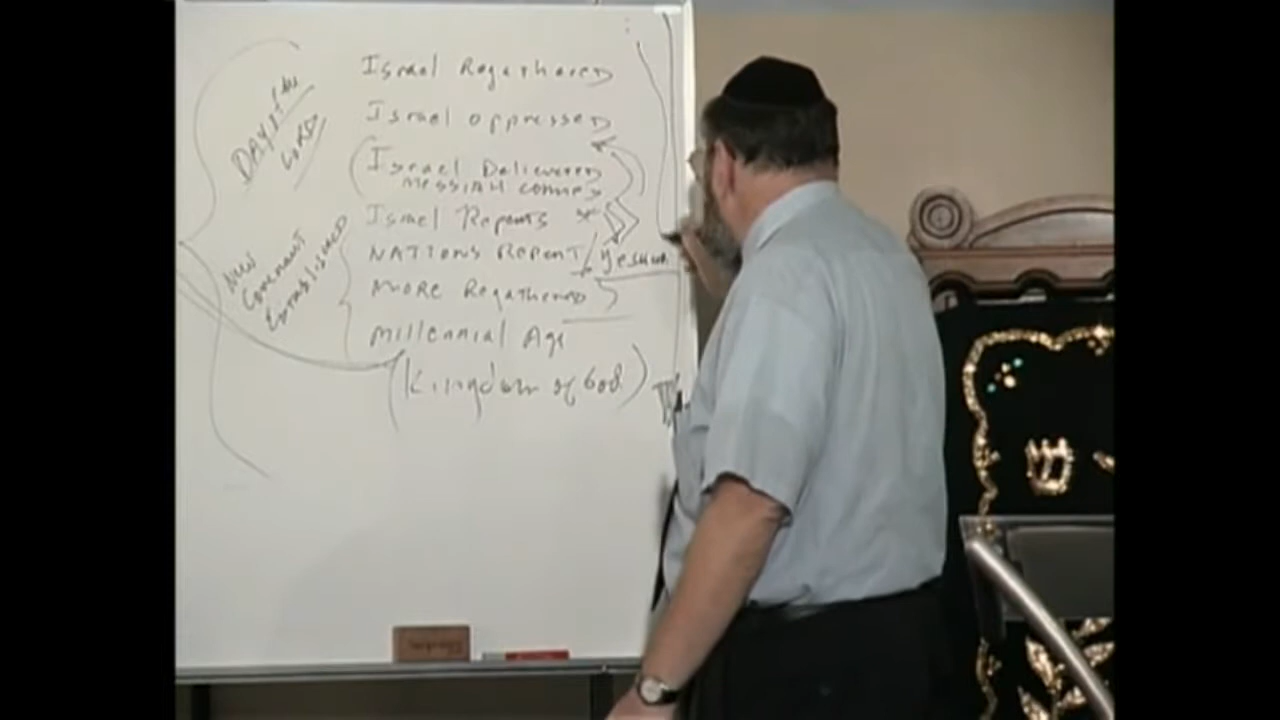 Israel Regathered
Israel oppressed
Israel Delivered
MESSIAH comes
Israel Repents
NATIONS Repent / Yeshua
MORE Regathered
Millennial Age
(Kingdom of God)
DAY of the
LORD
New
Covenant
Established
ש